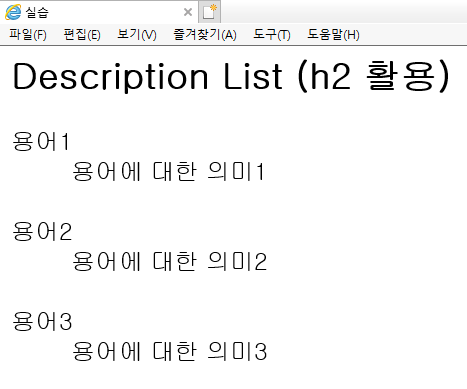 실습
파일(F) 편집(E) 보기(V) 즐겨찾기(A) 도구(T) 도움말(H)
Description List (h2 활용)
용어1
용어에 대한 의미1
용어2
용어에 대한 의미2
용어3
용어에 대한 의미3